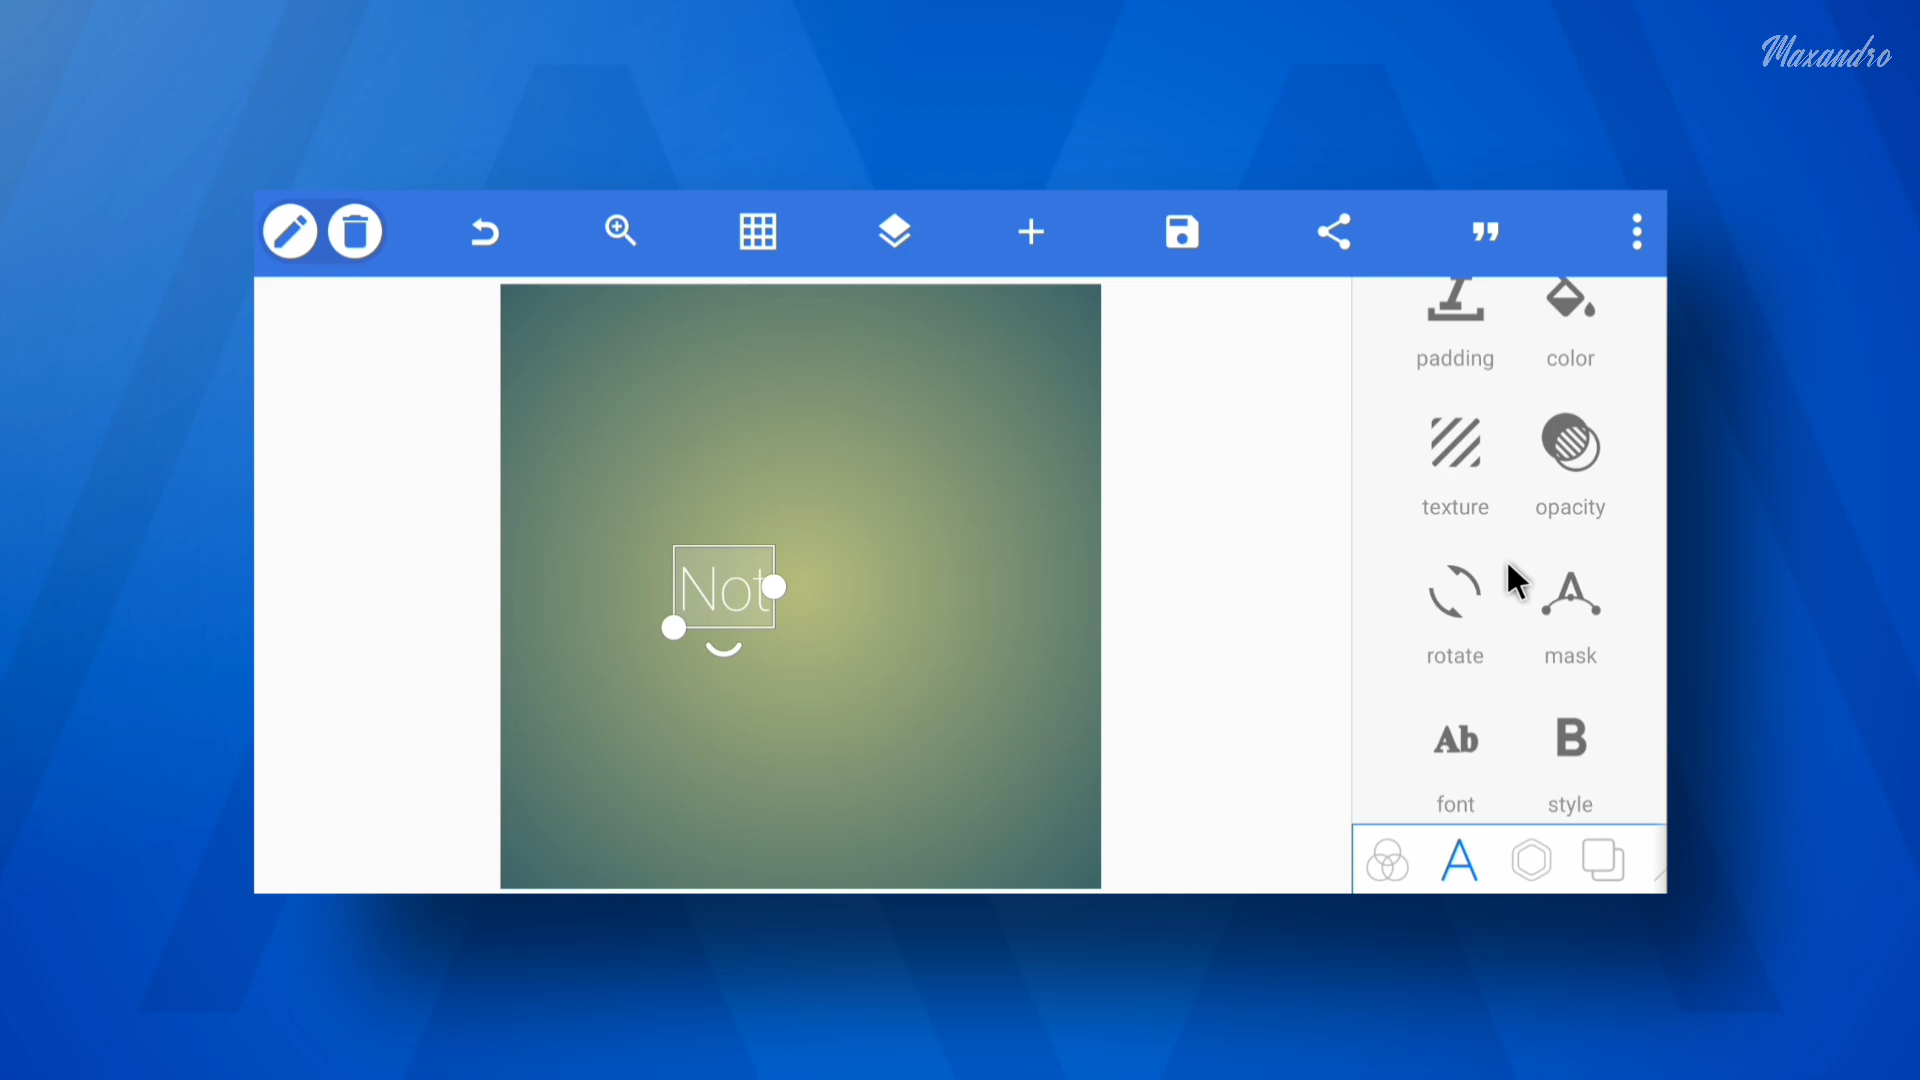 Maxandro
padding color
texture opacity
Not
rotate mask
Ab B
font style